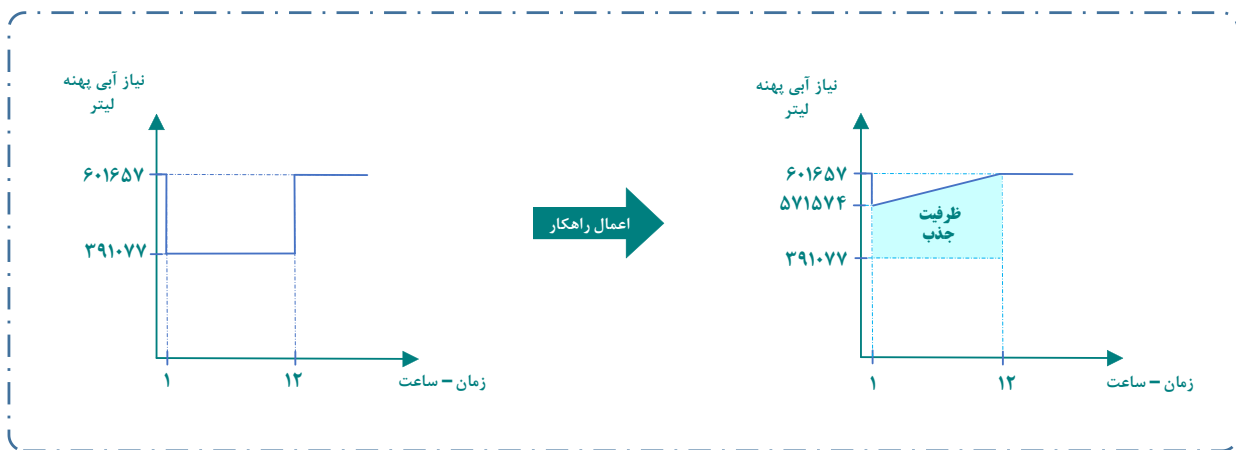 نیاز آبی پهنه
لیتر
۶۰۱۶۵۷
۳۹۱۰۷۷
۱
۱۲
زمان – ساعت
اعمال راهکار
نیاز آبی پهنه
لیتر
۶۰۱۶۵۷
۵۷۱۵۷۴
۳۹۱۰۷۷
ظرفیت
جذب
۱
۱۲
زمان – ساعت